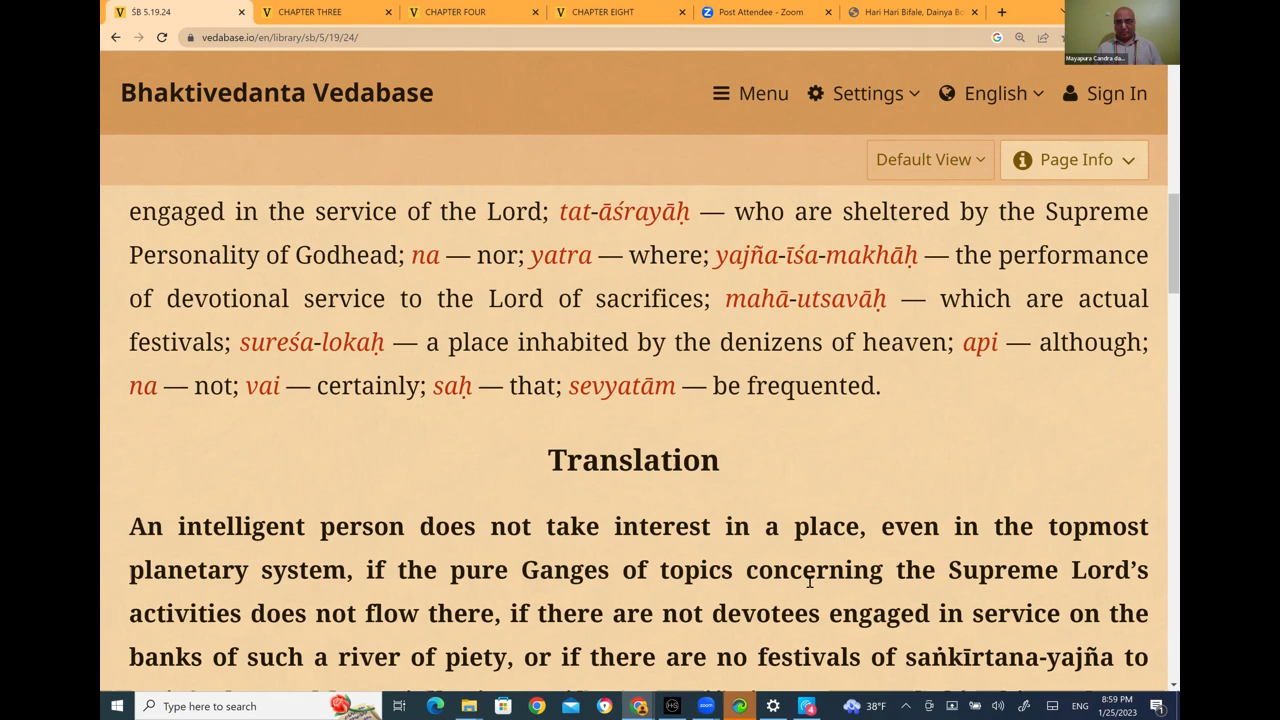 ŚB 5.19.24
CHAPTER THREE
CHAPTER FOUR
CHAPTER EIGHT
Post Attendee - Zoom
Hari Hari Bifale, Dainya Bo
vedabase.io/en/library/sb/5/19/24/
Mayapura Candra da...
Bhaktivedanta Vedabase
Menu
Settings
English
Sign In
Default View
Page Info
engaged in the service of the Lord; tat-āśrayāḥ — who are sheltered by the Supreme
Personality of Godhead; na — nor; yatra — where; yajña-īśa-makhāḥ — the performance
of devotional service to the Lord of sacrifices; mahā-utsavāḥ — which are actual
festivals; sureśa-lokaḥ — a place inhabited by the denizens of heaven; api — although;
na — not; vai — certainly; saḥ — that; sevyatām — be frequented.
Translation
An intelligent person does not take interest in a place, even in the topmost
planetary system, if the pure Ganges of topics concerning the Supreme Lord’s
activities does not flow there, if there are not devotees engaged in service on the
banks of such a river of piety, or if there are no festivals of saṅkīrtana-yajña to
Type here to search
38°F
ENG
8:59 PM
1/25/2023